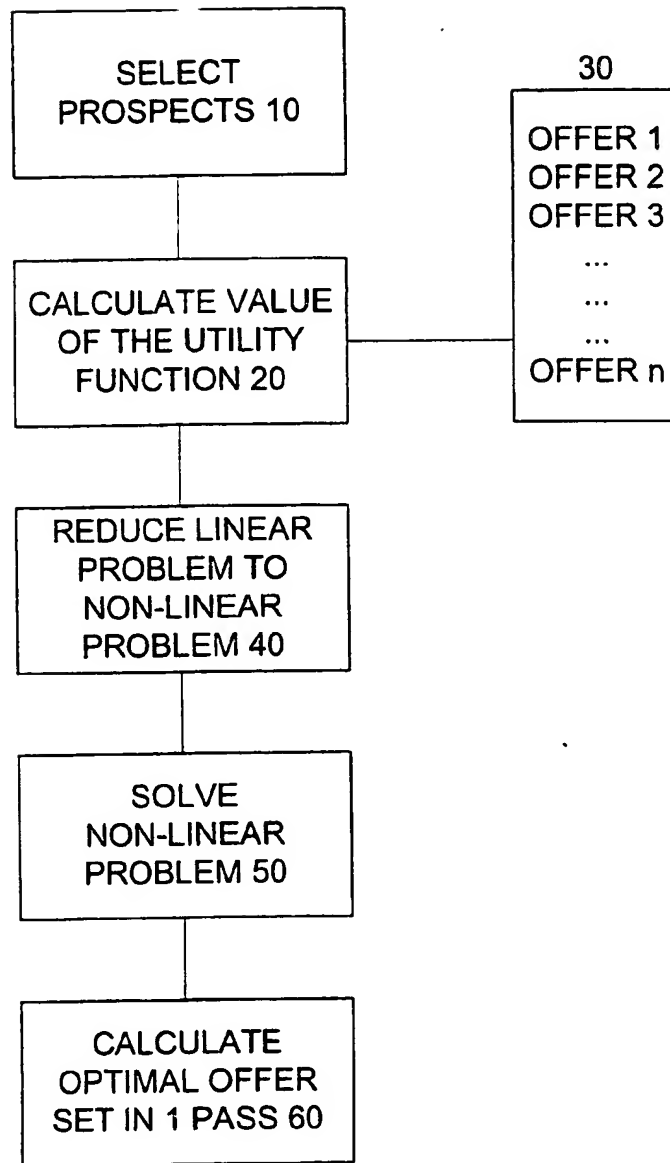 SELECT
PROSPECTS 10
30
OFFER 1
OFFER 2
OFFER 3
...
...
...
OFFER n
CALCULATE VALUE
OF THE UTILITY
FUNCTION 20
REDUCE LINEAR
PROBLEM TO
NON-LINEAR
PROBLEM 40
SOLVE
NON-LINEAR
PROBLEM 50
CALCULATE
OPTIMAL OFFER
SET IN 1 PASS 60